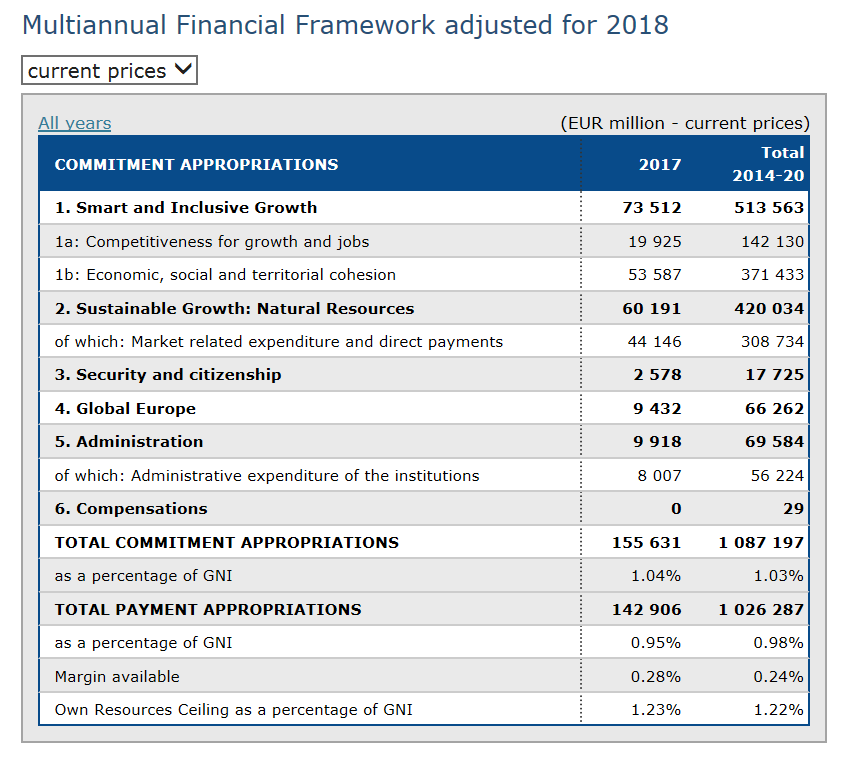 Multiannual Financial Framework adjusted for 2018
current prices
All years (EUR million - current prices)
COMMITMENT APPROPRIATIONS 2017 Total 2014-20
1. Smart and Inclusive Growth 73 512 513 563
1a: Competitiveness for growth and jobs 19 925 142 130
1b: Economic, social and territorial cohesion 53 587 371 433
2. Sustainable Growth: Natural Resources 60 191 420 034
of which: Market related expenditure and direct payments 44 146 308 734
3. Security and citizenship 2 578 17 725
4. Global Europe 9 432 66 262
5. Administration 9 918 69 584
of which: Administrative expenditure of the institutions 8 007 56 224
6. Compensations 0 29
TOTAL COMMITMENT APPROPRIATIONS 155 631 1 087 197
as a percentage of GNI 1.04% 1.03%
TOTAL PAYMENT APPROPRIATIONS 142 906 1 026 287
as a percentage of GNI 0.95% 0.98%
Margin available 0.28% 0.24%
Own Resources Ceiling as a percentage of GNI 1.23% 1.22%